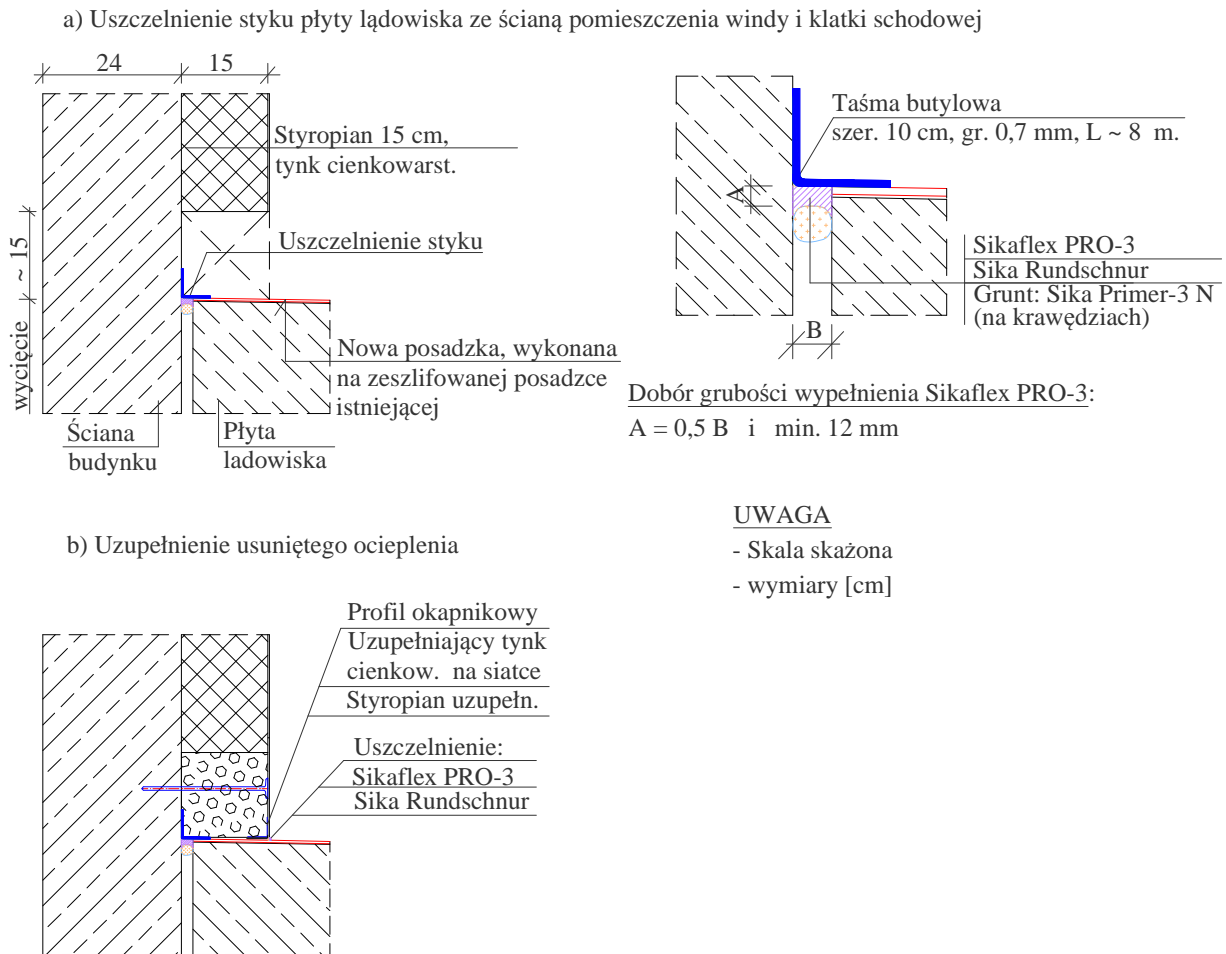 a) Uszczelnienie styku płyty lądowiska ze ścianą pomieszczenia windy i klatki schodowej
24
15
Styropian 15 cm,
tynk cienkowarst.
Uszczelnienie styku
~ 15
wycięcie
Nowa posadzka, wykonana
na zeszlifowanej posadzce
istniejącej
Ściana
budynku
Płyta
ladowiska
Taśma butylowa
szer. 10 cm, gr. 0,7 mm, L ~ 8 m.
A
Sikaflex PRO-3
Sika Rundschnur
Grunt: Sika Primer-3 N
(na krawędziach)
B
Dobór grubości wypełnienia Sikaflex PRO-3:
A = 0,5 B i min. 12 mm
UWAGA
- Skala skażona
- wymiary [cm]
b) Uzupełnienie usuniętego ocieplenia
Profil okapnikowy
Uzupełniający tynk
cienkow. na siatce
Styropian uzupełn.
Uszczelnienie:
Sikaflex PRO-3
Sika Rundschnur